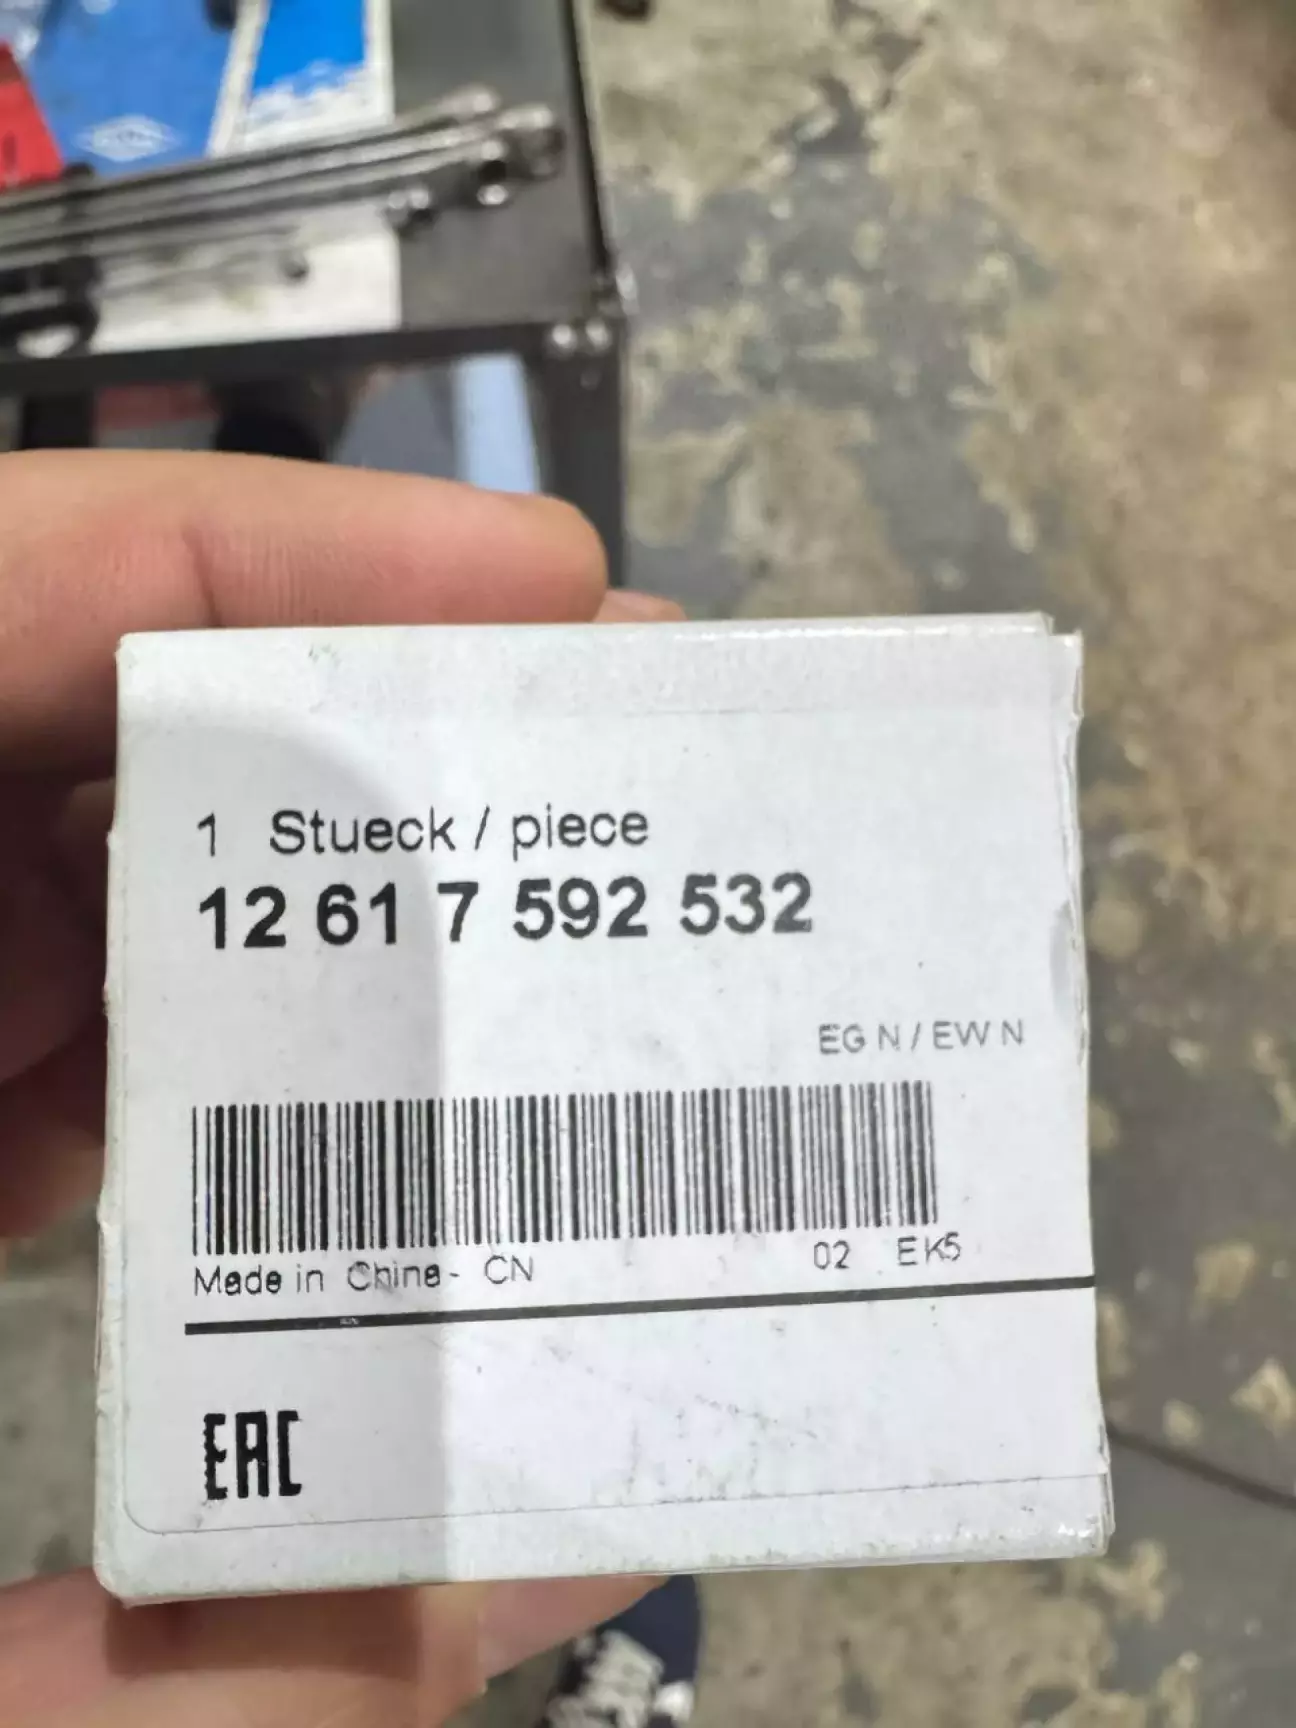 1 Stueck / piece
12 61 7 592 532
EG N / EW N
Made in China - CN 02 EK5
EAC